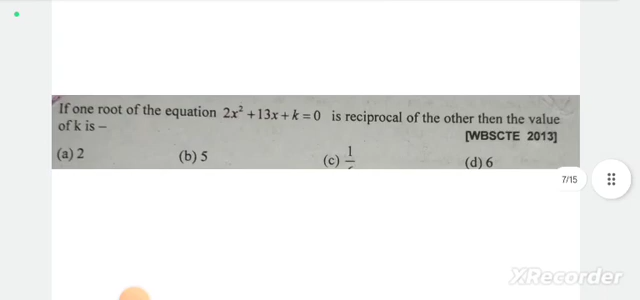 If one root of the equation 2x² +13x + k = 0 is reciprocal of the other then the value
of k is –
[WBSCTE 2013]
(a) 2 (b) 5 (c) 1 (d) 6
7/15
XRecorder